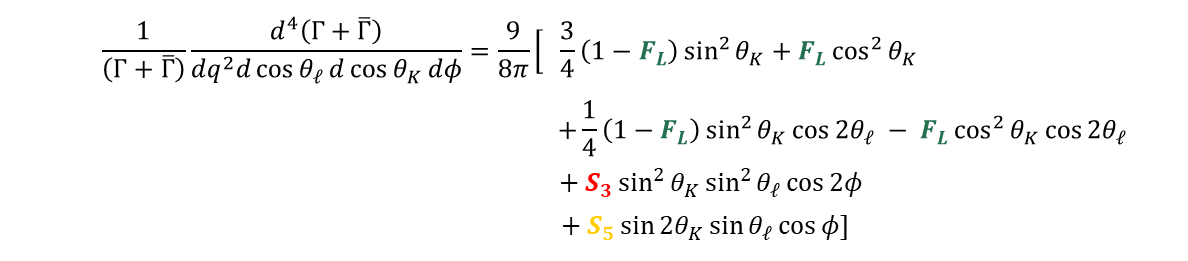 1/((Γ + Γ̄)) d⁴(Γ + Γ̄)/(dq² d cos θ_ℓ d cos θ_K dϕ) = 9/8π [ 3/4 (1 − F_L) sin² θ_K + F_L cos² θ_K
+ 1/4 (1 − F_L) sin² θ_K cos 2θ_ℓ − F_L cos² θ_K cos 2θ_ℓ
+ S₃ sin² θ_K sin² θ_ℓ cos 2ϕ
+ S₅ sin 2θ_K sin θ_ℓ cos ϕ]